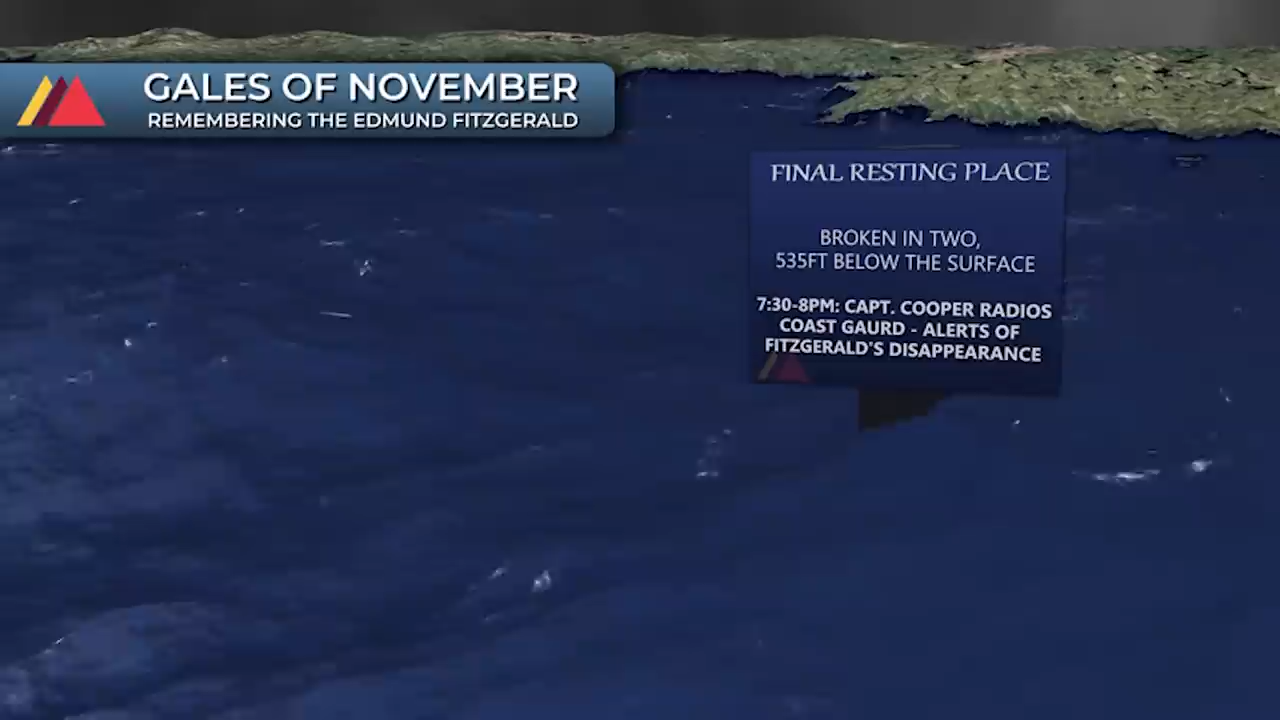 GALES OF NOVEMBER
REMEMBERING THE EDMUND FITZGERALD
FINAL RESTING PLACE
BROKEN IN TWO,
535FT BELOW THE SURFACE
7:30-8PM: CAPT. COOPER RADIOS
COAST GAURD - ALERTS OF
FITZGERALD'S DISAPPEARANCE